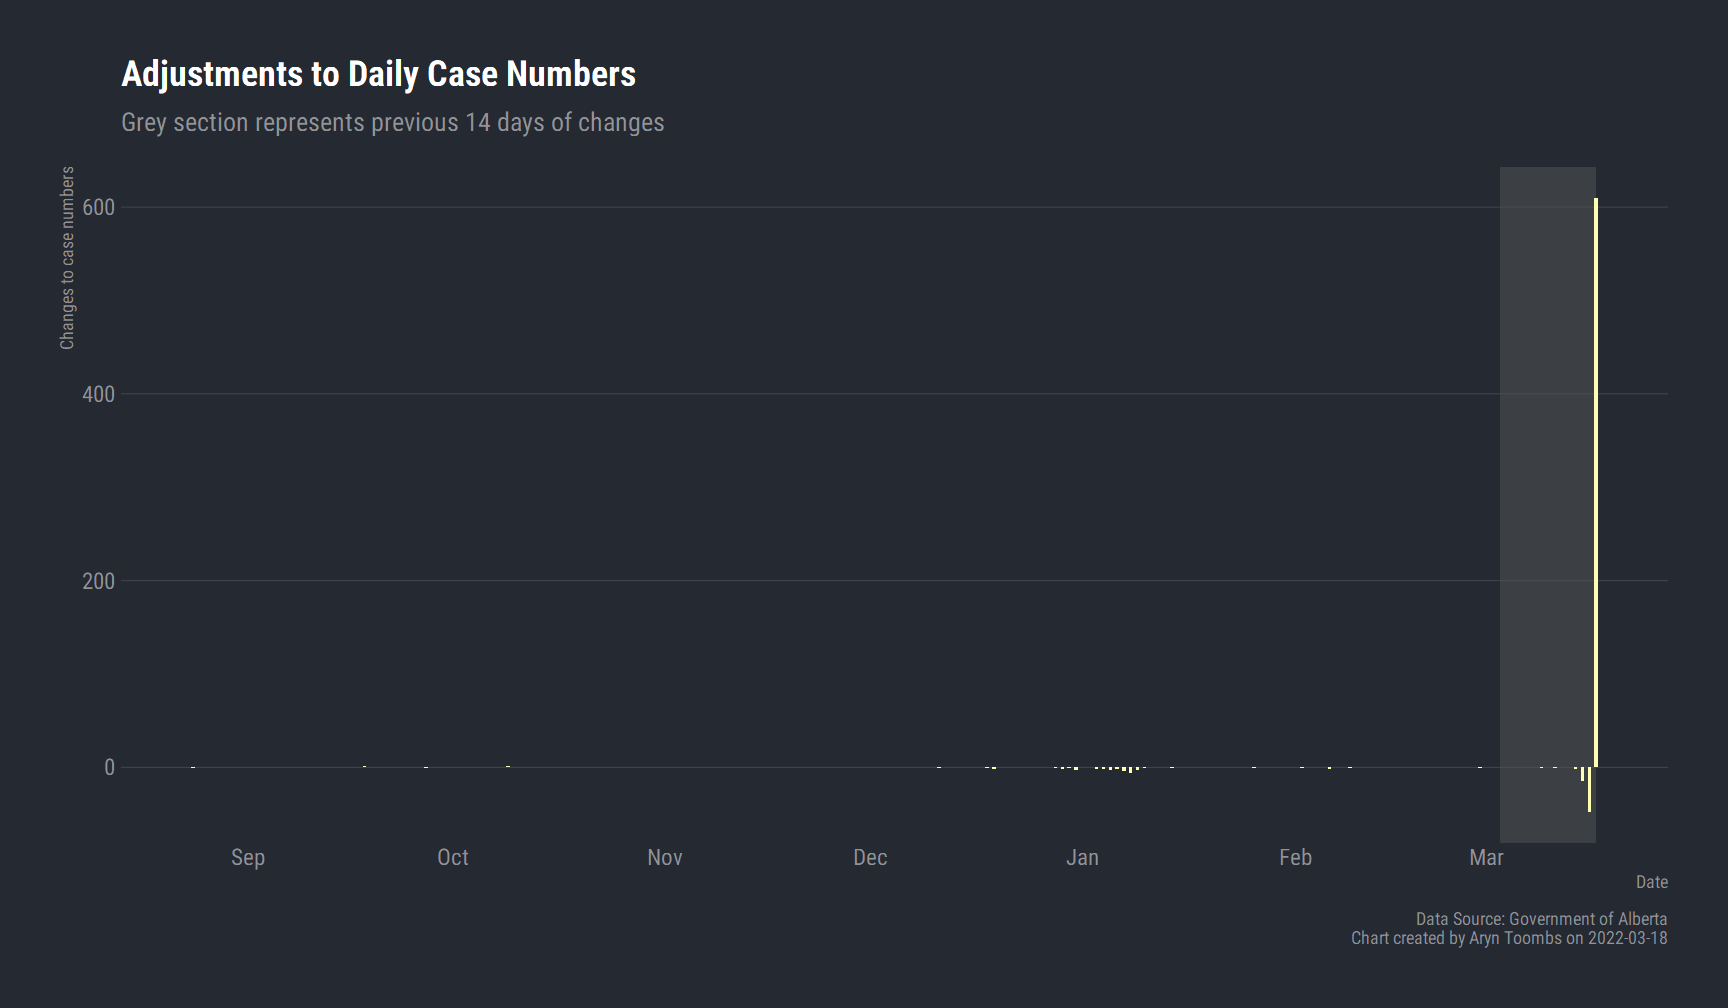 Adjustments to Daily Case Numbers
Grey section represents previous 14 days of changes
Changes to case numbers
600
400
200
0
Sep Oct Nov Dec Jan Feb Mar
Date
Data Source: Government of Alberta
Chart created by Aryn Toombs on 2022-03-18